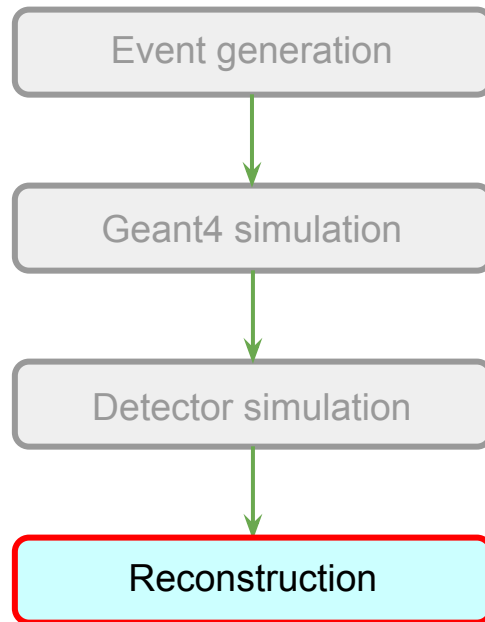 Event generation
Geant4 simulation
Detector simulation
Reconstruction